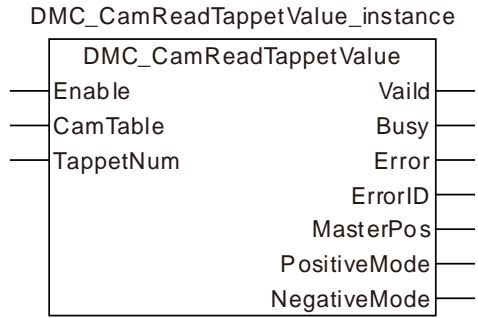 DMC_CamReadTappetValue_instance
DMC_CamReadTappetValue
Enable Vaild
CamTable Busy
TappetNum Error
ErrorID
MasterPos
PositiveMode
NegativeMode